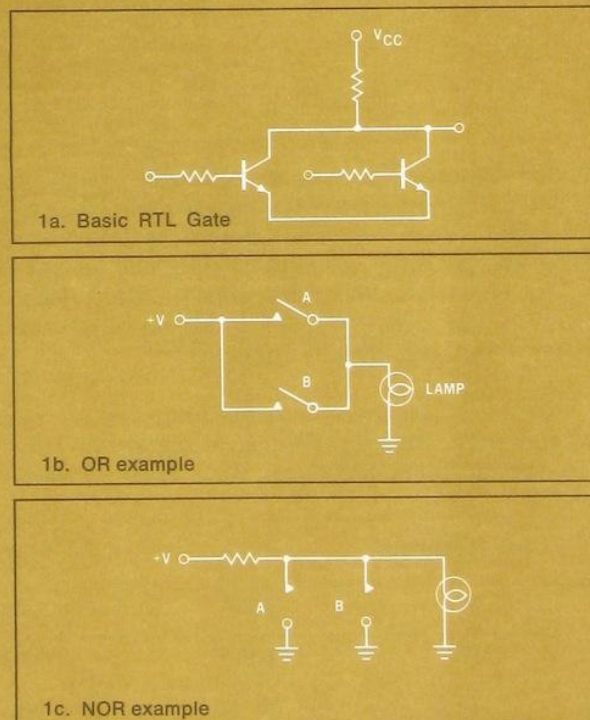 VCC
1a. Basic RTL Gate
A
+V
B
LAMP
1b. OR example
+V
A B
1c. NOR example